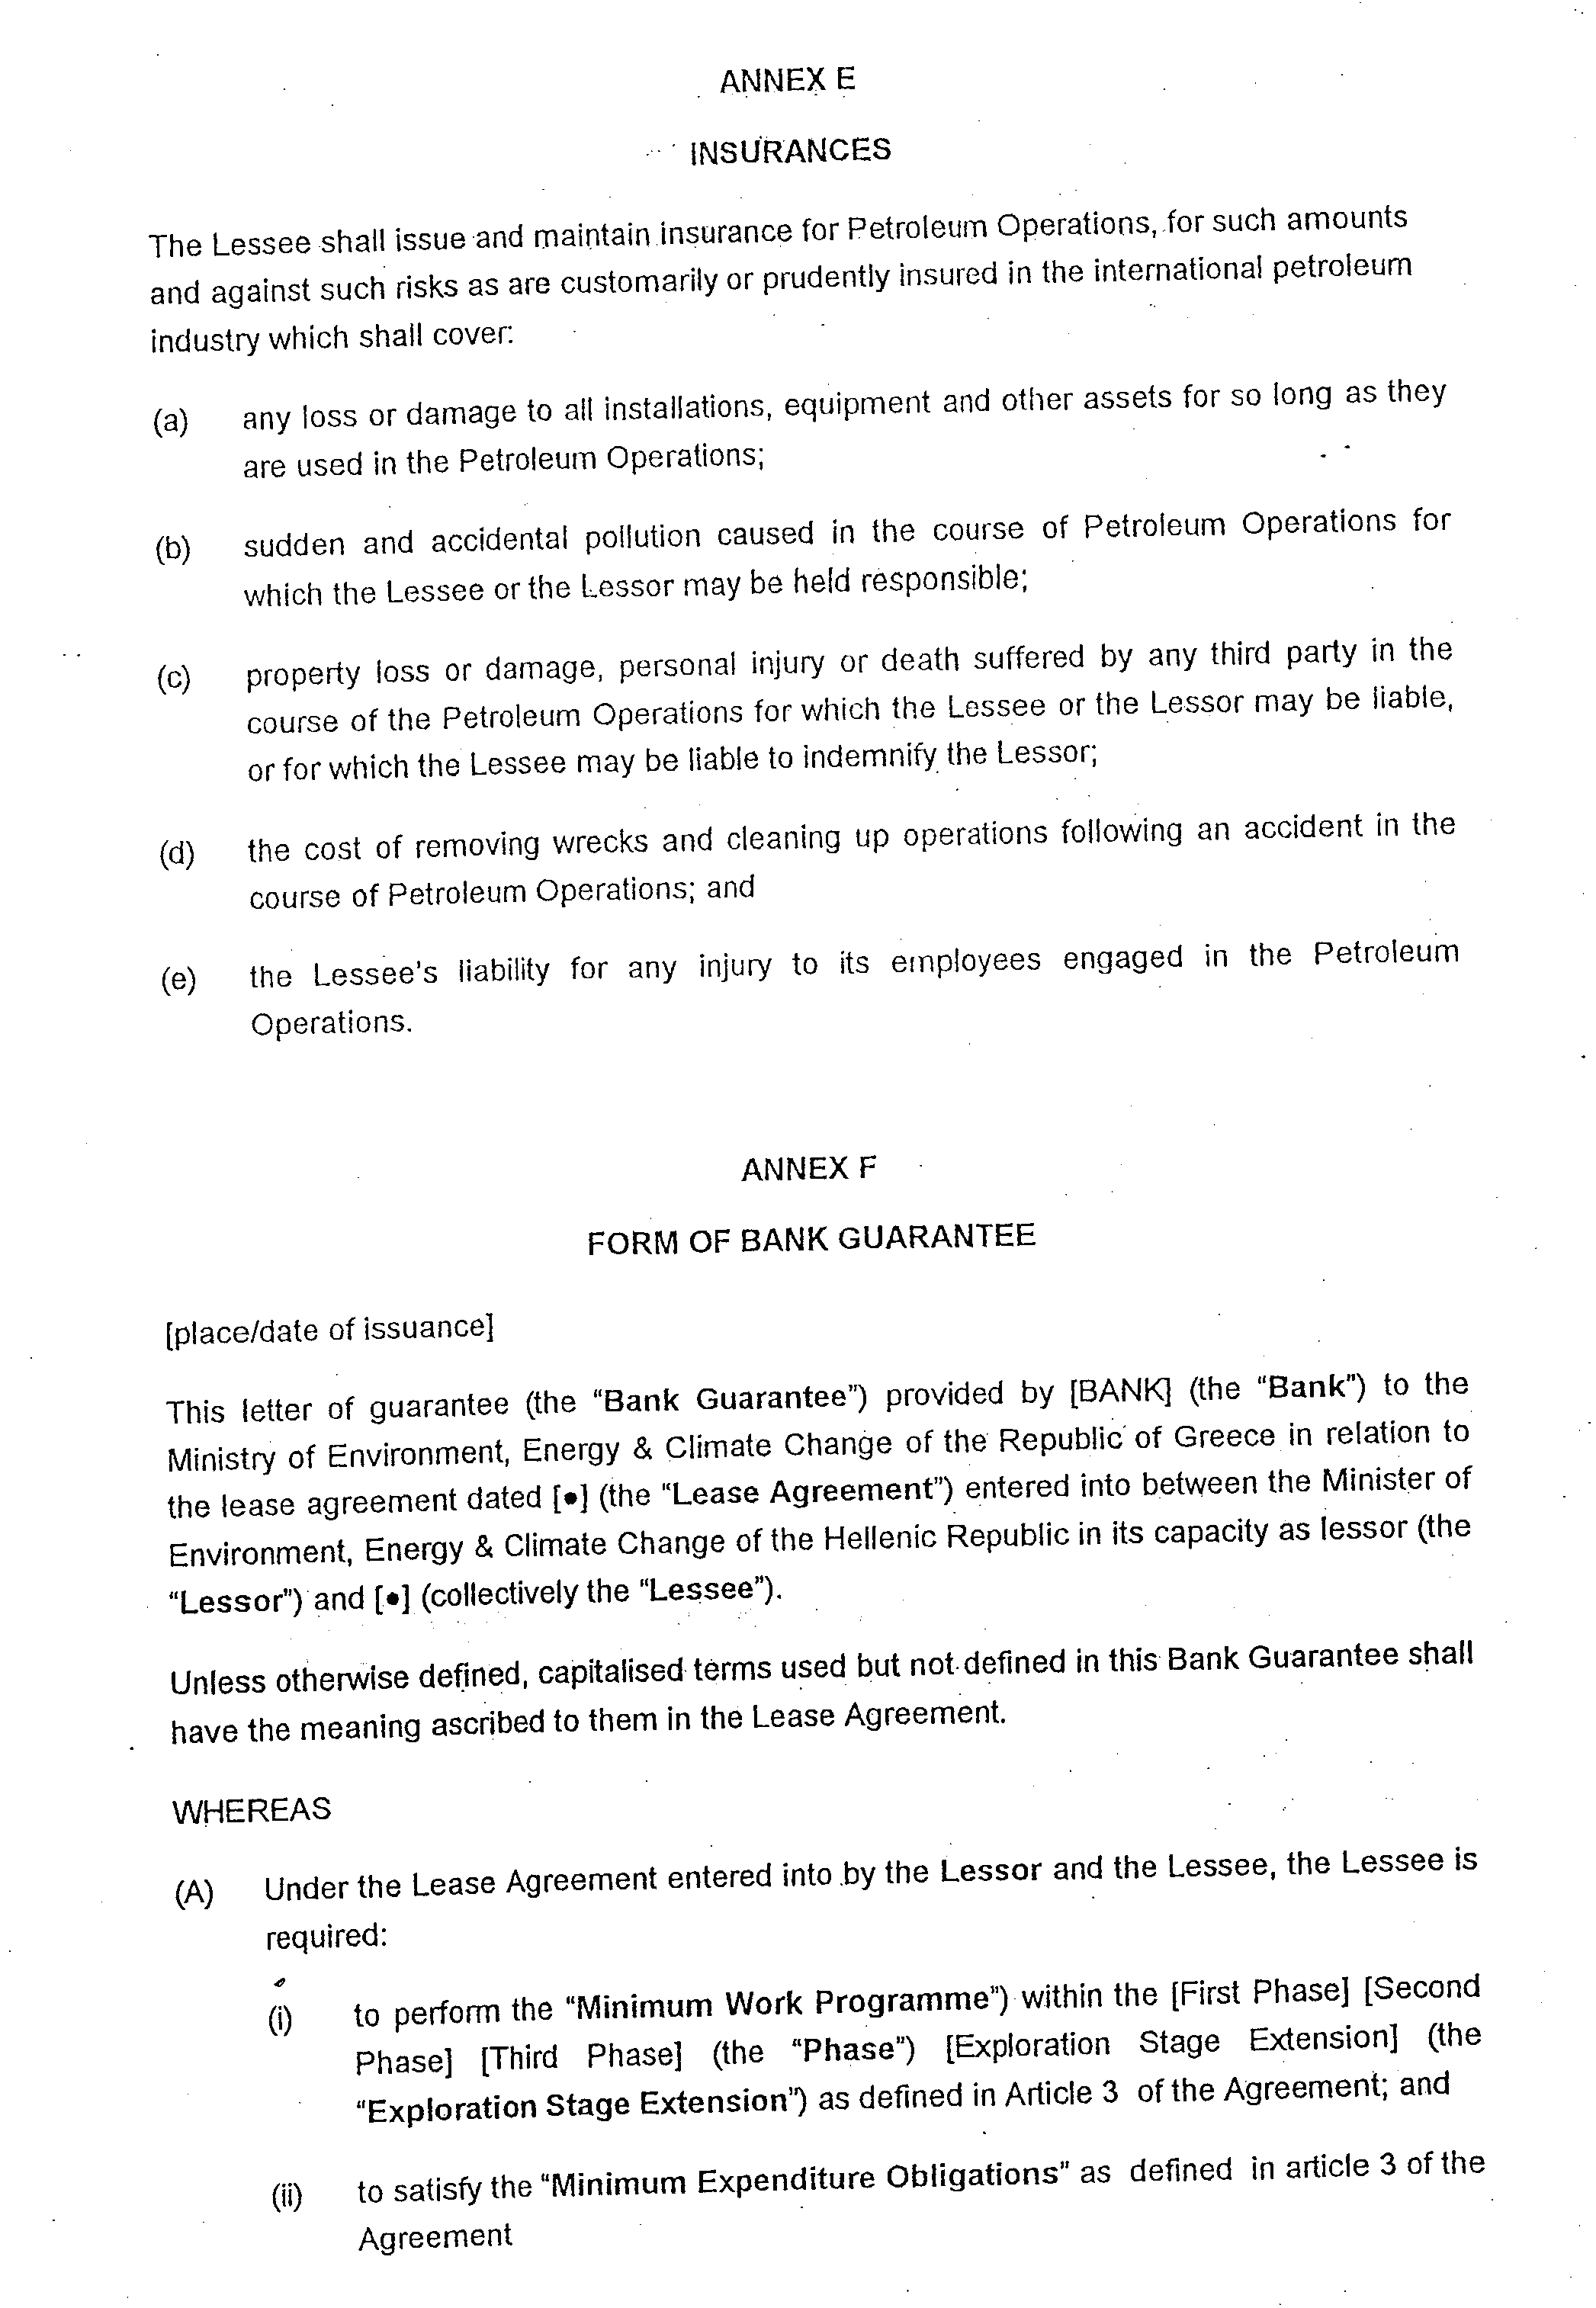 ANNEX E
INSURANCES
The Lessee shall issue and maintain insurance for Petroleum Operations, for such amounts
and against such risks as are customarily or prudently insured in the international petroleum
industry which shall cover:
(a) any loss or damage to all installations, equipment and other assets for so long as they
are used in the Petroleum Operations;
(b) sudden and accidental pollution caused in the course of Petroleum Operations for
which the Lessee or the Lessor may be held responsible;
(c) property loss or damage, personal injury or death suffered by any third party in the
course of the Petroleum Operations for which the Lessee or the Lessor may be liable,
or for which the Lessee may be liable to indemnify the Lessor;
(d) the cost of removing wrecks and cleaning up operations following an accident in the
course of Petroleum Operations; and
(e) the Lessee's liability for any injury to its employees engaged in the Petroleum
Operations.
ANNEX F
FORM OF BANK GUARANTEE
[place/date of issuance]
This letter of guarantee (the “Bank Guarantee”) provided by [BANK] (the “Bank”) to the
Ministry of Environment, Energy & Climate Change of the Republic of Greece in relation to
the lease agreement dated [●] (the “Lease Agreement”) entered into between the Minister of
Environment, Energy & Climate Change of the Hellenic Republic in its capacity as lessor (the
“Lessor”) and [●] (collectively the “Lessee”).
Unless otherwise defined, capitalised terms used but not defined in this Bank Guarantee shall
have the meaning ascribed to them in the Lease Agreement.
WHEREAS
(A) Under the Lease Agreement entered into by the Lessor and the Lessee, the Lessee is
required:
(i) to perform the “Minimum Work Programme”) within the [First Phase] [Second
Phase] [Third Phase] (the “Phase”) [Exploration Stage Extension] (the
“Exploration Stage Extension”) as defined in Article 3 of the Agreement; and
(ii) to satisfy the “Minimum Expenditure Obligations” as defined in article 3 of the
Agreement